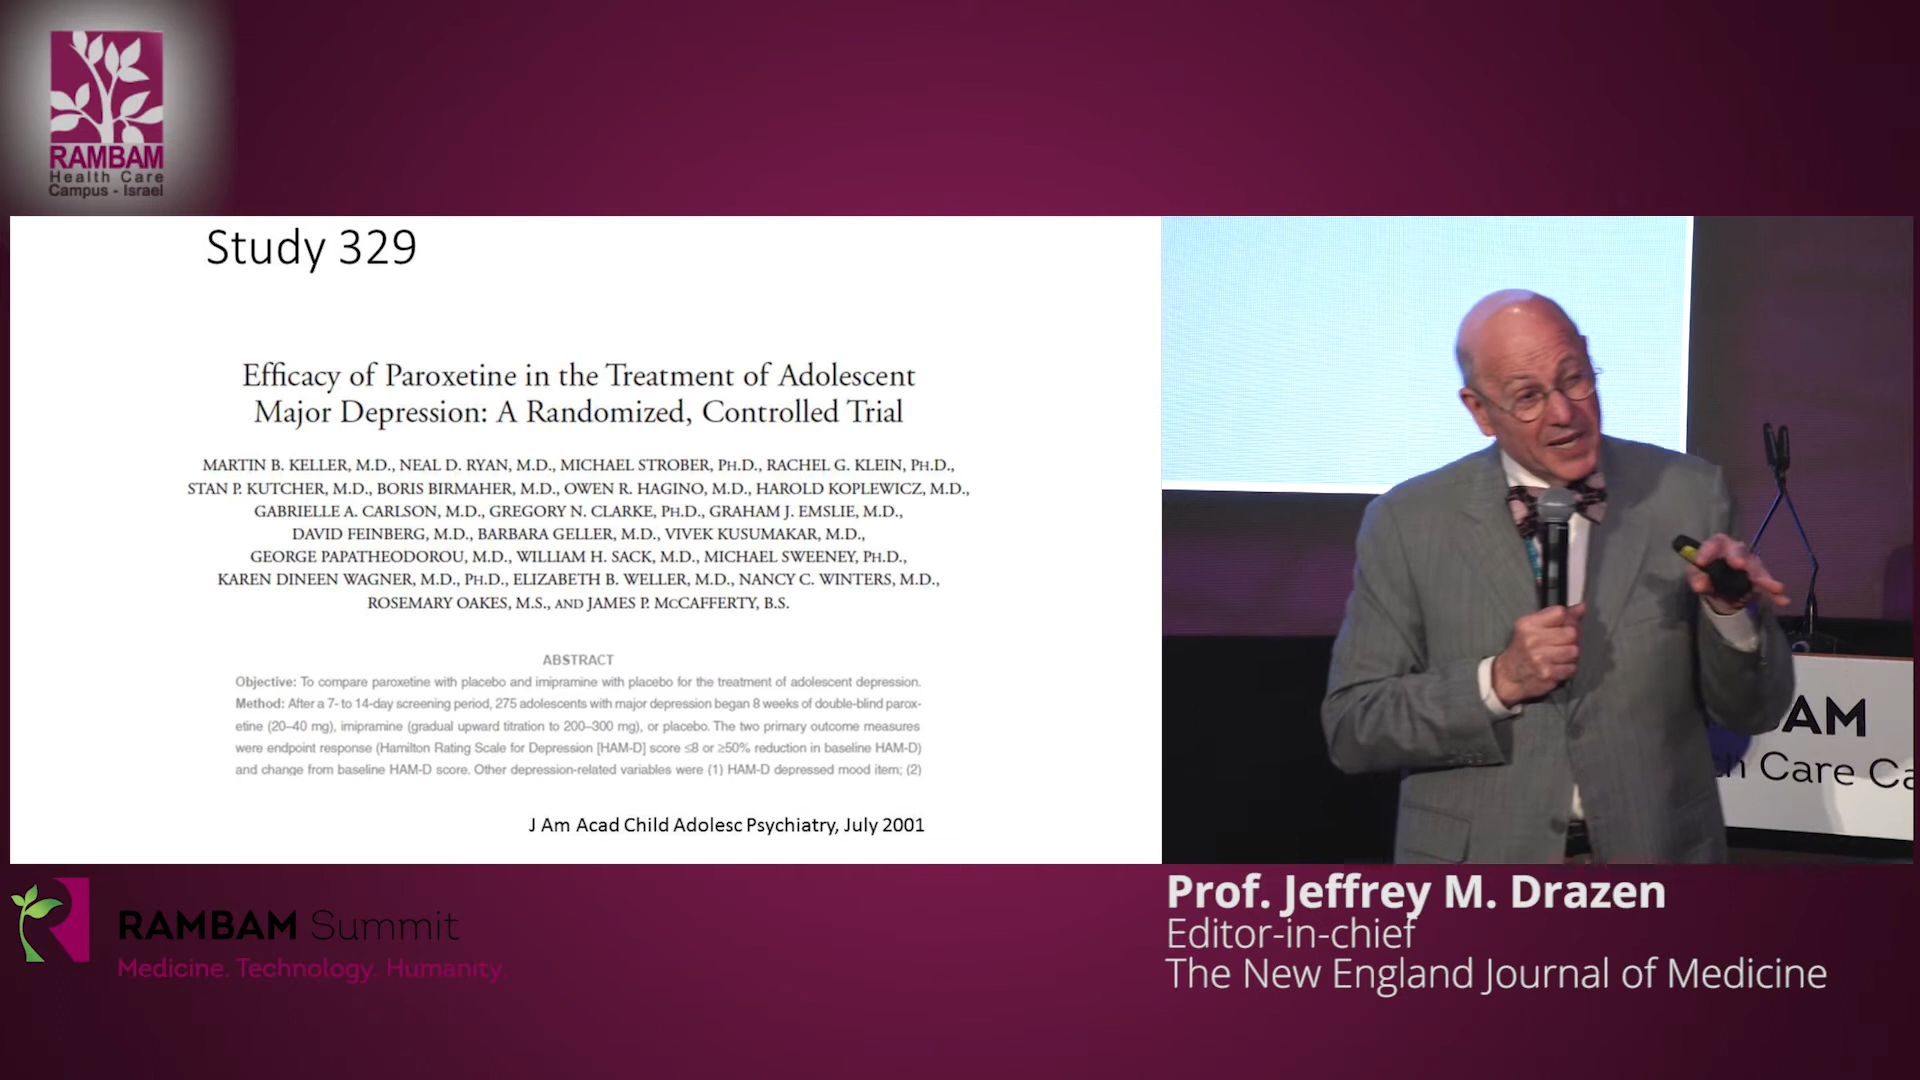 RAMBAM
Health Care
Campus - Israel
Study 329
Efficacy of Paroxetine in the Treatment of Adolescent
Major Depression: A Randomized, Controlled Trial
MARTIN B. KELLER, M.D., NEAL D. RYAN, M.D., MICHAEL STROBER, PH.D., RACHEL G. KLEIN, PH.D.,
STAN P. KUTCHER, M.D., BORIS BIRMAHER, M.D., OWEN R. HAGINO, M.D., HAROLD KOPLEWICZ, M.D.,
GABRIELLE A. CARLSON, M.D., GREGORY N. CLARKE, PH.D., GRAHAM J. EMSLIE, M.D.,
DAVID FEINBERG, M.D., BARBARA GELLER, M.D., VIVEK KUSUMAKAR, M.D.,
GEORGE PAPATHEODOROU, M.D., WILLIAM H. SACK, M.D., MICHAEL SWEENEY, PH.D.,
KAREN DINEEN WAGNER, M.D., PH.D., ELIZABETH B. WELLER, M.D., NANCY C. WINTERS, M.D.,
ROSEMARY OAKES, M.S., AND JAMES P. McCAFFERTY, B.S.
ABSTRACT
Objective: To compare paroxetine with placebo and imipramine with placebo for the treatment of adolescent depression.
Method: After a 7- to 14-day screening period, 275 adolescents with major depression began 8 weeks of double-blind parox-
etine (20–40 mg), imipramine (gradual upward titration to 200–300 mg), or placebo. The two primary outcome measures
were endpoint response (Hamilton Rating Scale for Depression [HAM-D] score ≤8 or ≥50% reduction in baseline HAM-D)
and change from baseline HAM-D score. Other depression-related variables were (1) HAM-D depressed mood item; (2)
J Am Acad Child Adolesc Psychiatry, July 2001
AM
h Care Ca
RAMBAM Summit
Medicine. Technology. Humanity.
Prof. Jeffrey M. Drazen
Editor-in-chief
The New England Journal of Medicine